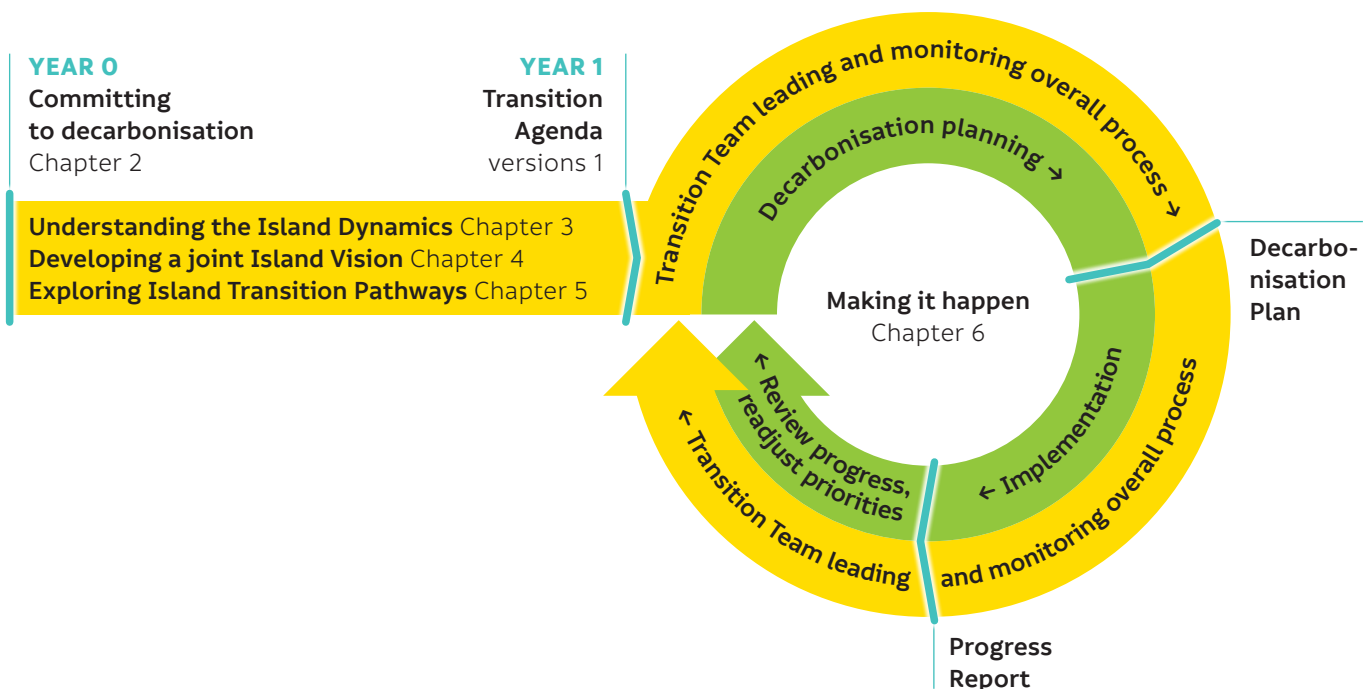 YEAR 0
Committing
to decarbonisation
Chapter 2
YEAR 1
Transition
Agenda
versions 1
Understanding the Island Dynamics Chapter 3
Developing a joint Island Vision Chapter 4
Exploring Island Transition Pathways Chapter 5
Transition Team leading and monitoring overall process →
Decarbonisation planning →
Making it happen
Chapter 6
Decarbo-
nisation
Plan
← Implementation
and monitoring overall process
← Review progress,
readjust priorities
← Transition Team leading
Progress
Report